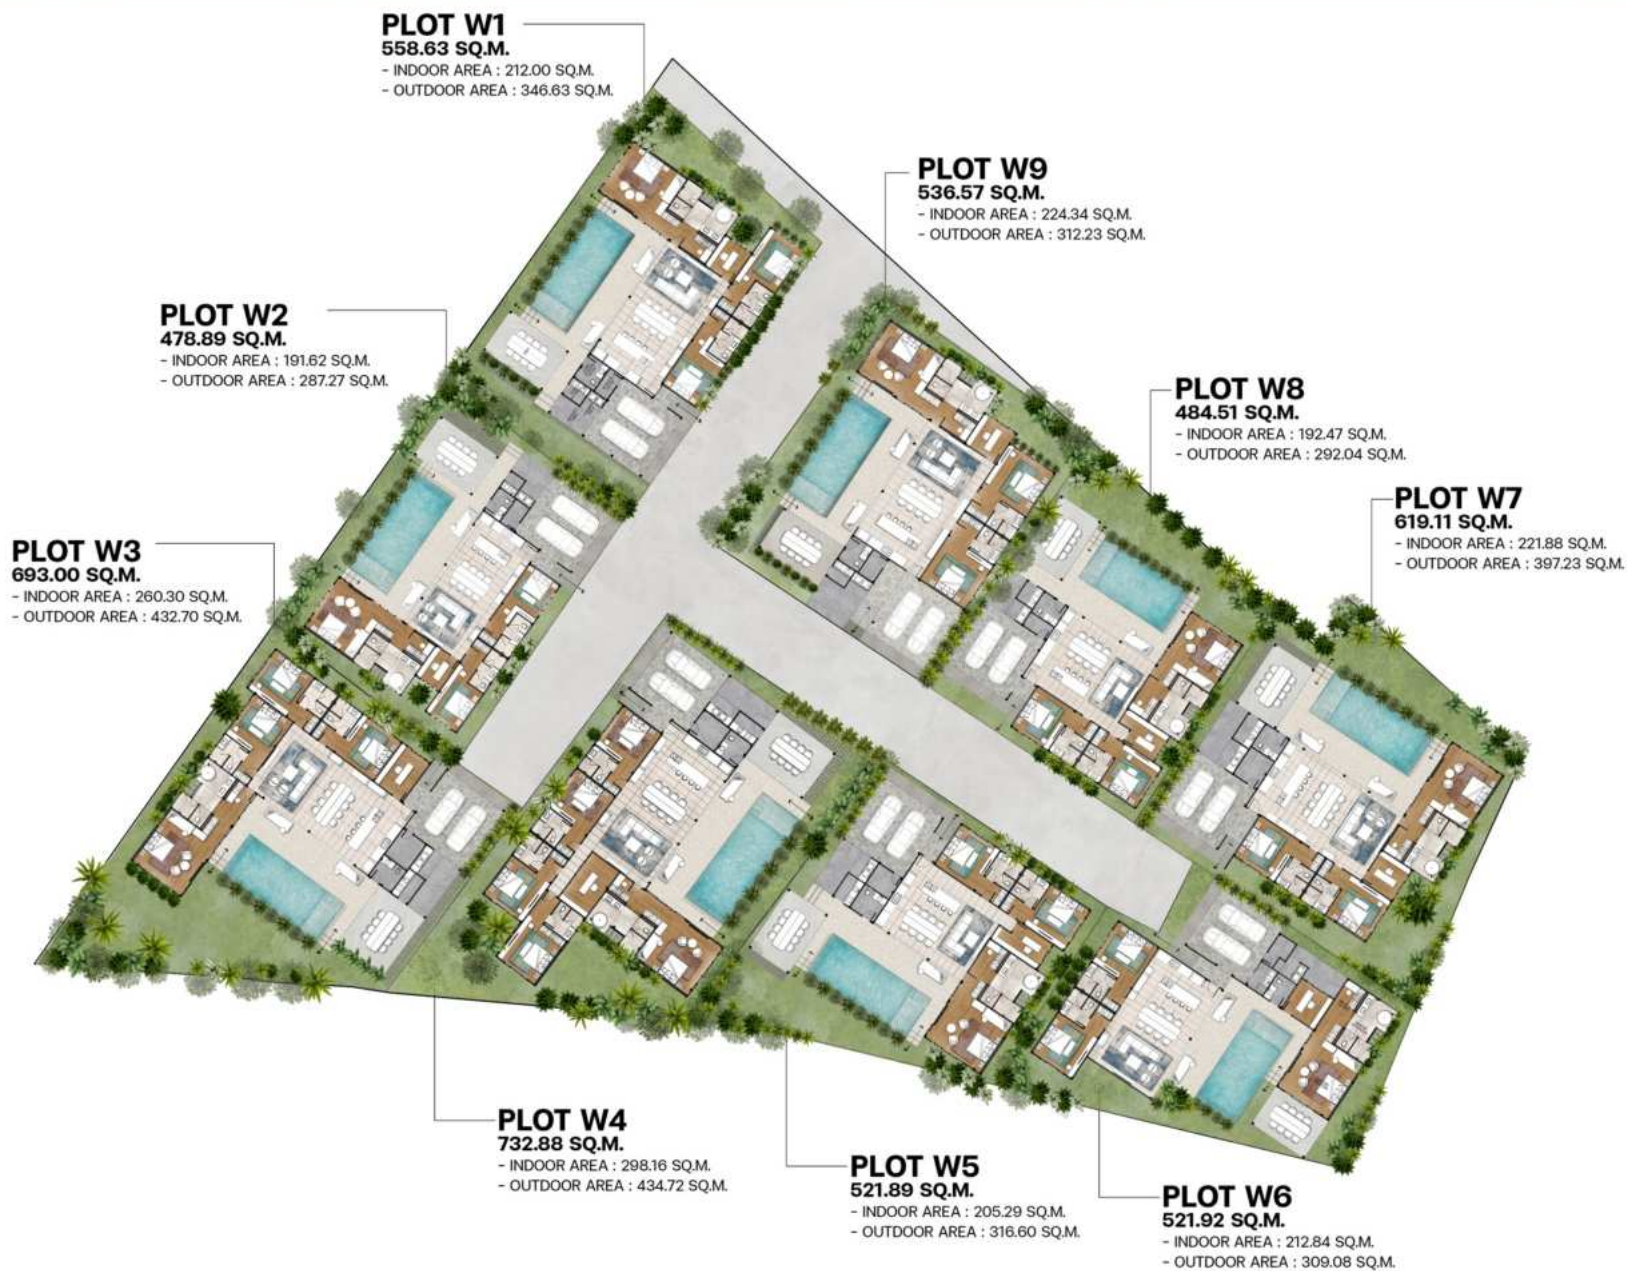 PLOT W1
558.63 SQ.M.
- INDOOR AREA : 212.00 SQ.M.
- OUTDOOR AREA : 346.63 SQ.M.
PLOT W9
536.57 SQ.M.
- INDOOR AREA : 224.34 SQ.M.
- OUTDOOR AREA : 312.23 SQ.M.
PLOT W2
478.89 SQ.M.
- INDOOR AREA : 191.62 SQ.M.
- OUTDOOR AREA : 287.27 SQ.M.
PLOT W8
484.51 SQ.M.
- INDOOR AREA : 192.47 SQ.M.
- OUTDOOR AREA : 292.04 SQ.M.
PLOT W7
619.11 SQ.M.
- INDOOR AREA : 221.88 SQ.M.
- OUTDOOR AREA : 397.23 SQ.M.
PLOT W3
693.00 SQ.M.
- INDOOR AREA : 260.30 SQ.M.
- OUTDOOR AREA : 432.70 SQ.M.
PLOT W4
732.88 SQ.M.
- INDOOR AREA : 298.16 SQ.M.
- OUTDOOR AREA : 434.72 SQ.M.
PLOT W5
521.89 SQ.M.
- INDOOR AREA : 205.29 SQ.M.
- OUTDOOR AREA : 316.60 SQ.M.
PLOT W6
521.92 SQ.M.
- INDOOR AREA : 212.84 SQ.M.
- OUTDOOR AREA : 309.08 SQ.M.